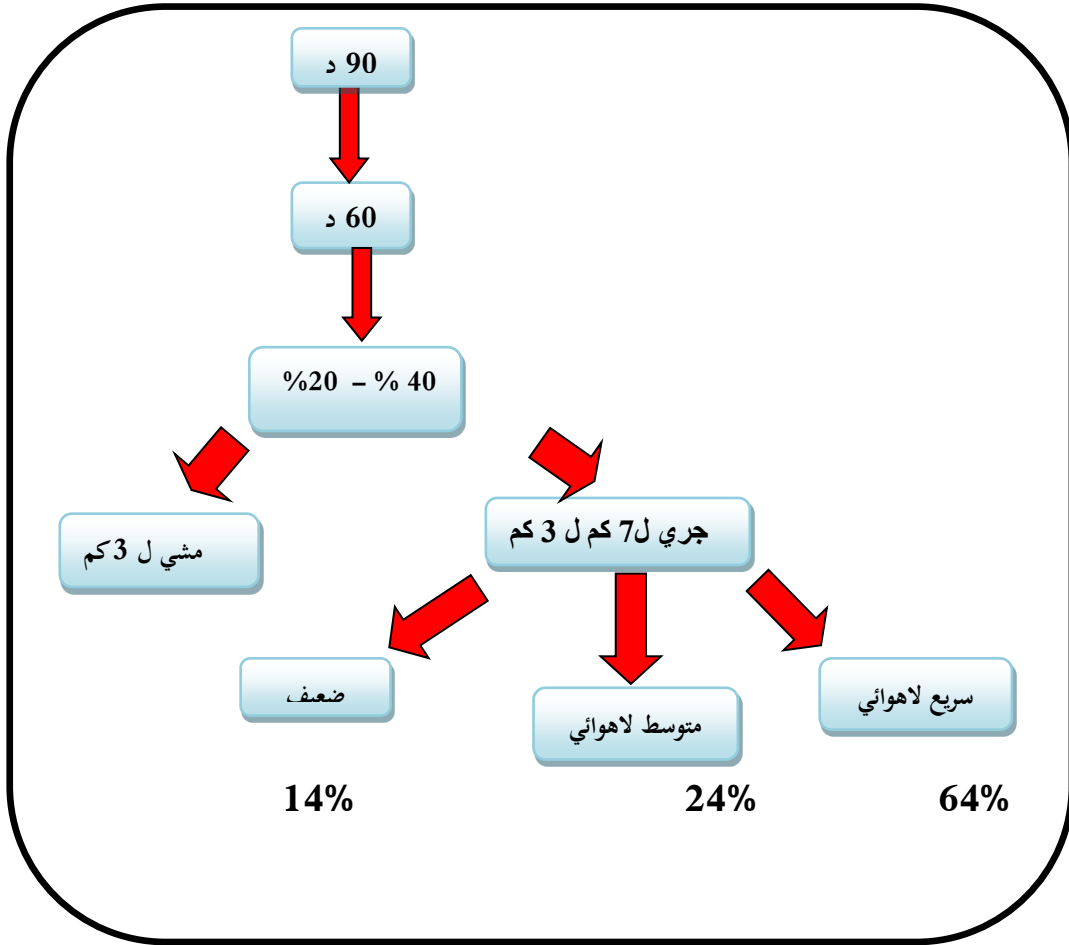 90 د
60 د
%20 – % 40
مشي ل 3 كم
جري ل7 كم ل 3 كم
ضعيف
متوسط لاهوائي
سريع لاهوائي
14%
24%
64%